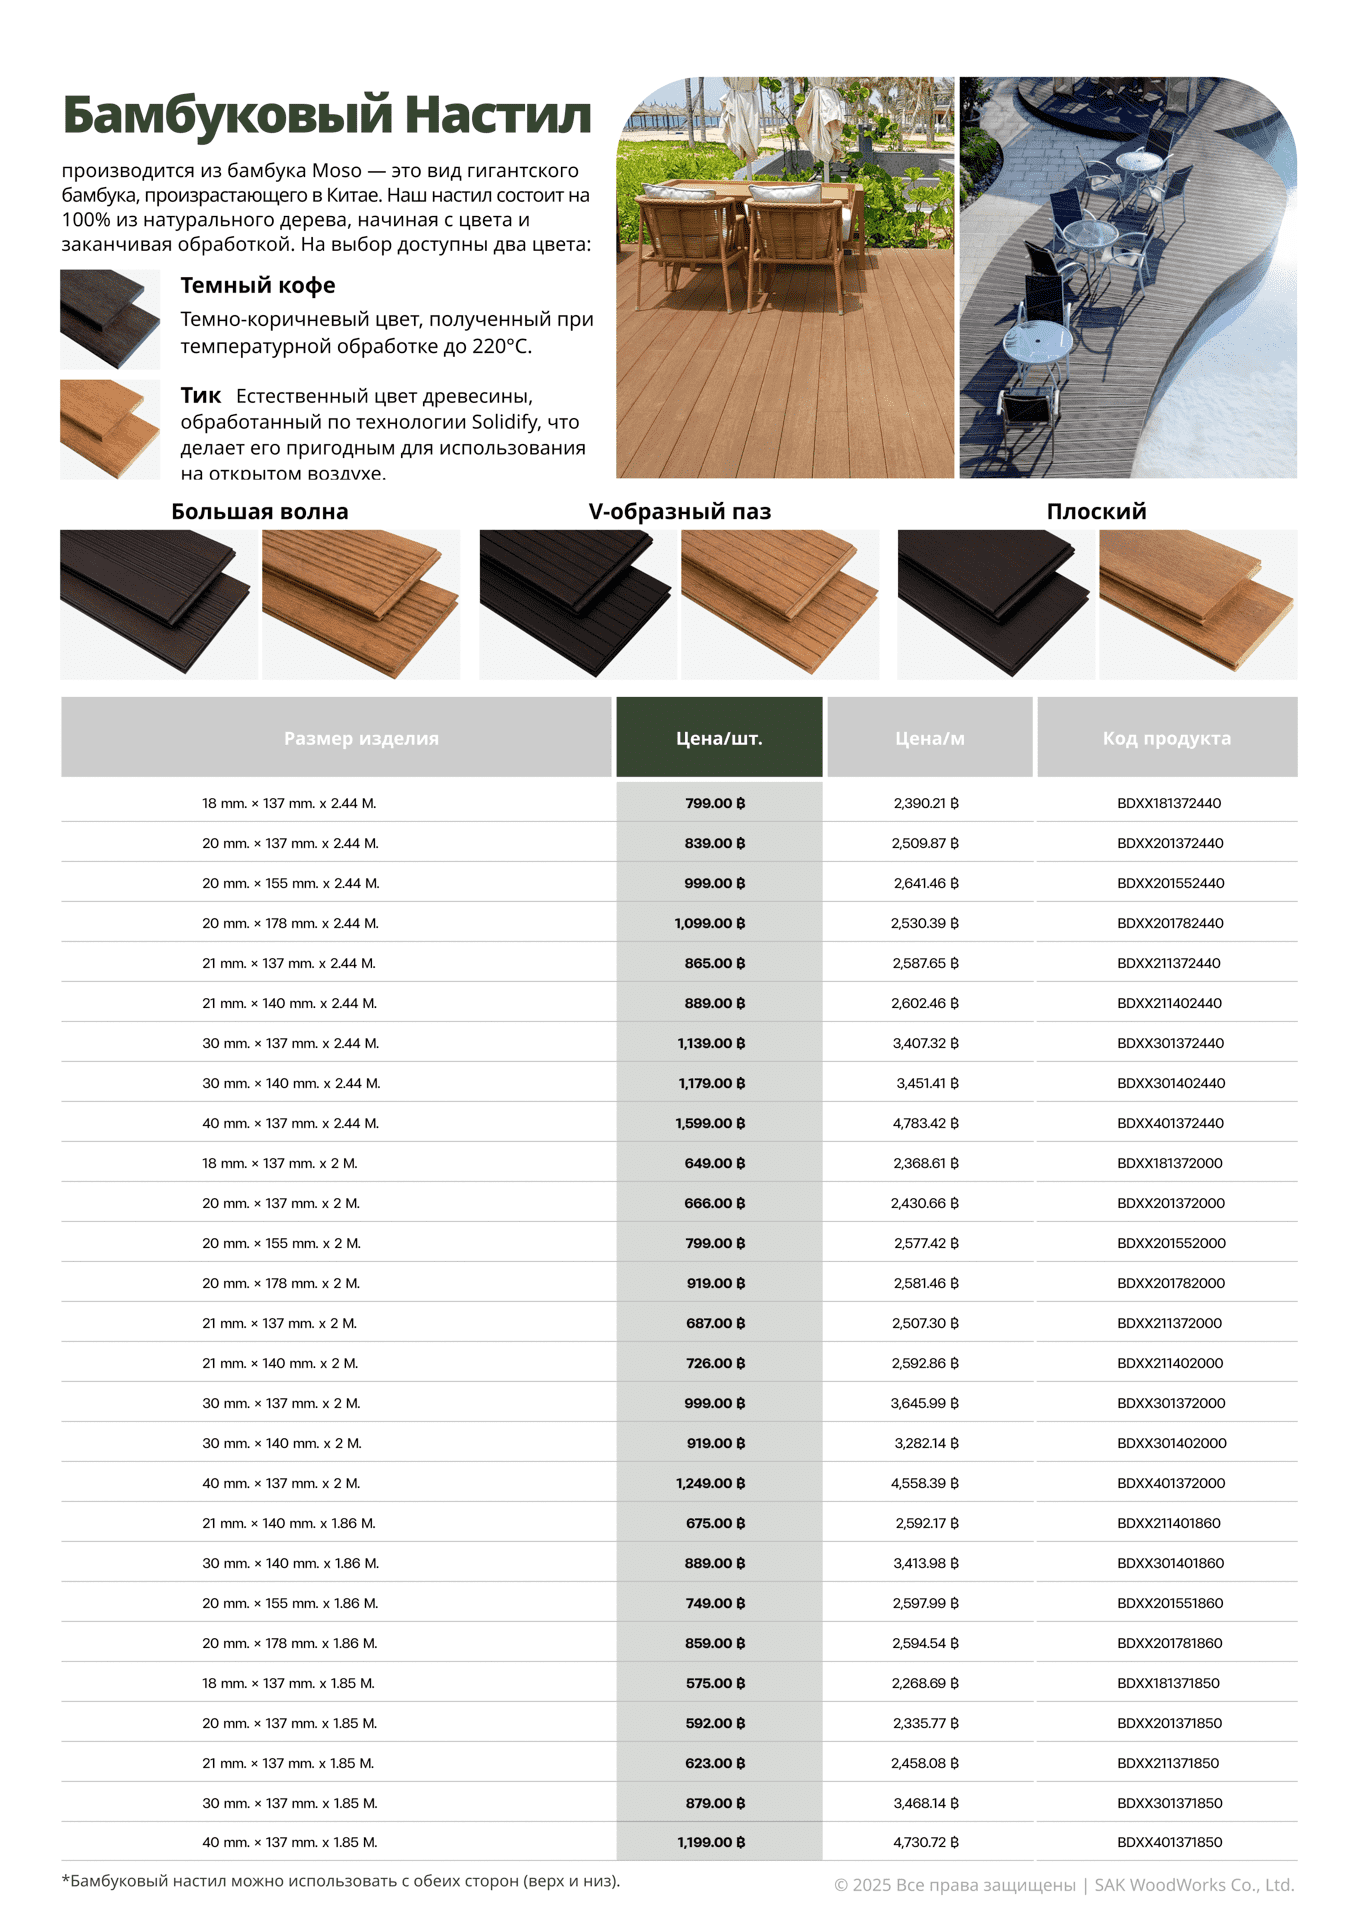 Бамбуковый Настил
производится из бамбука Moso — это вид гигантского
бамбука, произрастающего в Китае. Наш настил состоит на
100% из натурального дерева, начиная с цвета и
заканчивая обработкой. На выбор доступны два цвета:
Темный кофе
Темно-коричневый цвет, полученный при
температурной обработке до 220°C.
Тик Естественный цвет древесины,
обработанный по технологии Solidify, что
делает его пригодным для использования
на открытом воздухе.
Большая волна V-образный паз Плоский
Размер изделия Цена/шт. Цена/м Код продукта
18 mm. × 137 mm. x 2.44 M. 799.00 ฿ 2,390.21 ฿ BDXX181372440
20 mm. × 137 mm. x 2.44 M. 839.00 ฿ 2,509.87 ฿ BDXX201372440
20 mm. × 155 mm. x 2.44 M. 999.00 ฿ 2,641.46 ฿ BDXX201552440
20 mm. × 178 mm. x 2.44 M. 1,099.00 ฿ 2,530.39 ฿ BDXX201782440
21 mm. × 137 mm. x 2.44 M. 865.00 ฿ 2,587.65 ฿ BDXX211372440
21 mm. × 140 mm. x 2.44 M. 889.00 ฿ 2,602.46 ฿ BDXX211402440
30 mm. × 137 mm. x 2.44 M. 1,139.00 ฿ 3,407.32 ฿ BDXX301372440
30 mm. × 140 mm. x 2.44 M. 1,179.00 ฿ 3,451.41 ฿ BDXX301402440
40 mm. × 137 mm. x 2.44 M. 1,599.00 ฿ 4,783.42 ฿ BDXX401372440
18 mm. × 137 mm. x 2 M. 649.00 ฿ 2,368.61 ฿ BDXX181372000
20 mm. × 137 mm. x 2 M. 666.00 ฿ 2,430.66 ฿ BDXX201372000
20 mm. × 155 mm. x 2 M. 799.00 ฿ 2,577.42 ฿ BDXX201552000
20 mm. × 178 mm. x 2 M. 919.00 ฿ 2,581.46 ฿ BDXX201782000
21 mm. × 137 mm. x 2 M. 687.00 ฿ 2,507.30 ฿ BDXX211372000
21 mm. × 140 mm. x 2 M. 726.00 ฿ 2,592.86 ฿ BDXX211402000
30 mm. × 137 mm. x 2 M. 999.00 ฿ 3,645.99 ฿ BDXX301372000
30 mm. × 140 mm. x 2 M. 919.00 ฿ 3,282.14 ฿ BDXX301402000
40 mm. × 137 mm. x 2 M. 1,249.00 ฿ 4,558.39 ฿ BDXX401372000
21 mm. × 140 mm. x 1.86 M. 675.00 ฿ 2,592.17 ฿ BDXX211401860
30 mm. × 140 mm. x 1.86 M. 889.00 ฿ 3,413.98 ฿ BDXX301401860
20 mm. × 155 mm. x 1.86 M. 749.00 ฿ 2,597.99 ฿ BDXX201551860
20 mm. × 178 mm. x 1.86 M. 859.00 ฿ 2,594.54 ฿ BDXX201781860
18 mm. × 137 mm. x 1.85 M. 575.00 ฿ 2,268.69 ฿ BDXX181371850
20 mm. × 137 mm. x 1.85 M. 592.00 ฿ 2,335.77 ฿ BDXX201371850
21 mm. × 137 mm. x 1.85 M. 623.00 ฿ 2,458.08 ฿ BDXX211371850
30 mm. × 137 mm. x 1.85 M. 879.00 ฿ 3,468.14 ฿ BDXX301371850
40 mm. × 137 mm. x 1.85 M. 1,199.00 ฿ 4,730.72 ฿ BDXX401371850
*Бамбуковый настил можно использовать с обеих сторон (верх и низ).
© 2025 Все права защищены | SAK WoodWorks Co., Ltd.